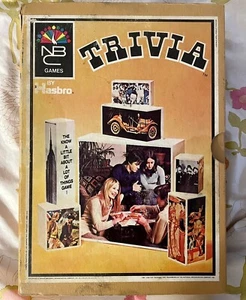 NBC
GAMES
BY
Hasbro
TRIVIA
THE
KNOW A
LITTLE
BIT
ABOUT
A
LOT
OF
THINGS
GAME!